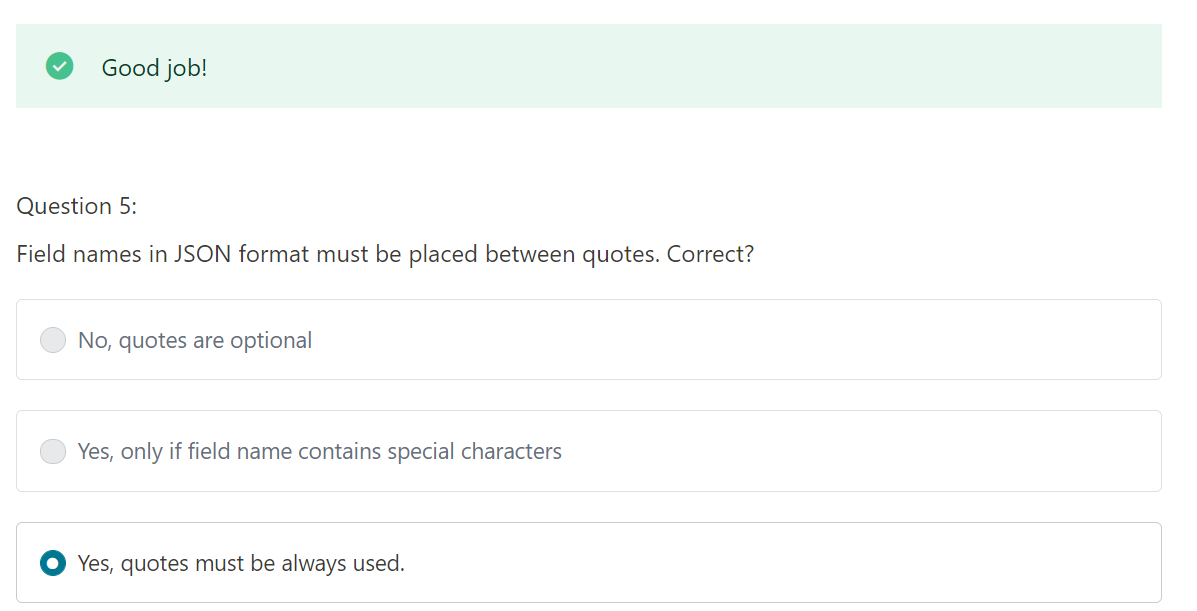 Good job!
Question 5:
Field names in JSON format must be placed between quotes. Correct?
No, quotes are optional
Yes, only if field name contains special characters
Yes, quotes must be always used.